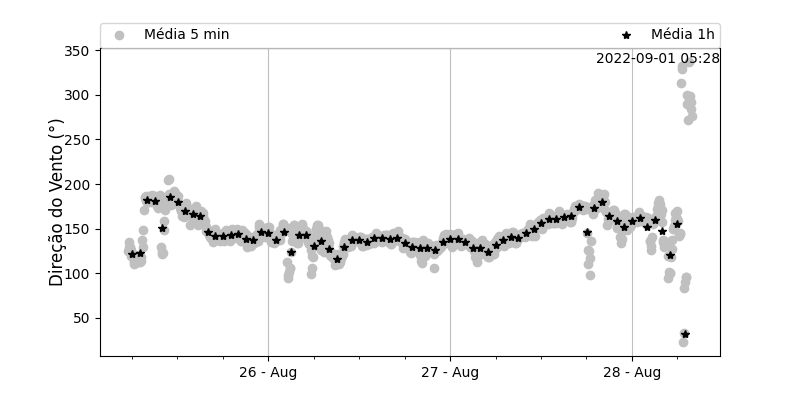 Média 5 min
Média 1h
2022-09-01 05:28
Direção do Vento (°)
350
300
250
200
150
100
50
26 - Aug
27 - Aug
28 - Aug